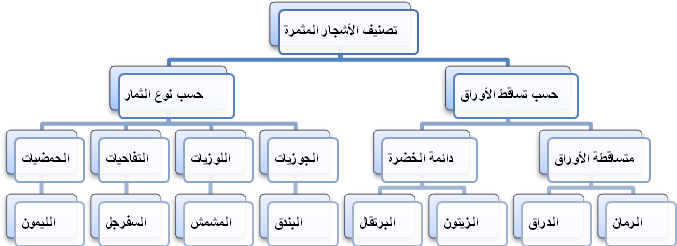 تصنيف الأشجار المثمرة
حسب تساقط الأوراق
حسب نوع الثمار
متساقطة الأوراق
دائمة الخضرة
الجوزيات
اللوزيات
التفاحيات
الحمضيات
الرمان
الدراق
الزيتون
البرتقال
البندق
المشمش
السفرجل
الليمون